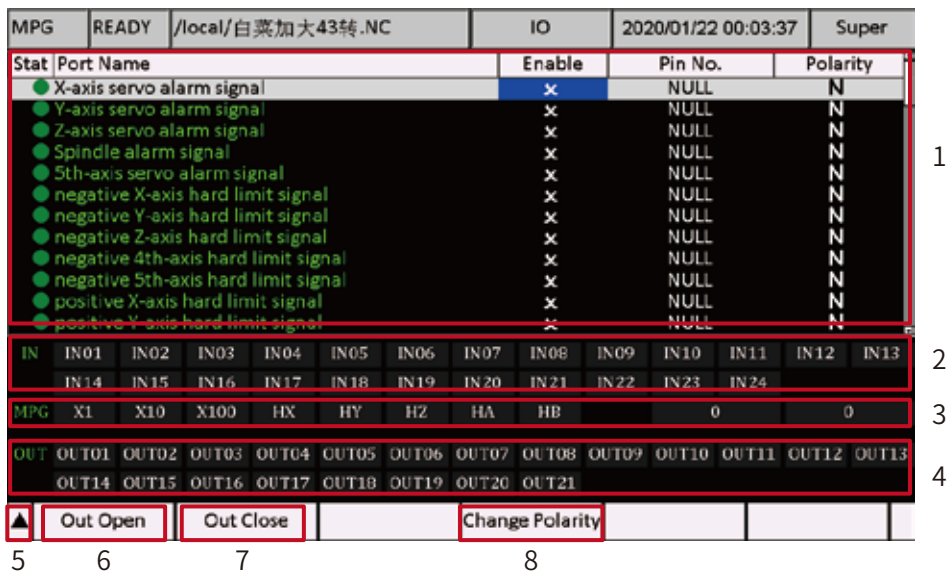 MPG READY /local/白菜加大43转.NC IO 2020/01/22 00:03:37 Super
Stat Port Name Enable Pin No. Polarity
X-axis servo alarm signal × NULL N
Y-axis servo alarm signal × NULL N
Z-axis servo alarm signal × NULL N
Spindle alarm signal × NULL N
5th-axis servo alarm signal × NULL N
negative X-axis hard limit signal × NULL N
negative Y-axis hard limit signal × NULL N
negative Z-axis hard limit signal × NULL N
negative 4th-axis hard limit signal × NULL N
negative 5th-axis hard limit signal × NULL N
positive X-axis hard limit signal × NULL N
positive Y-axis hard limit signal × NULL N
1
IN IN01 IN02 IN03 IN04 IN05 IN06 IN07 IN08 IN09 IN10 IN11 IN12 IN13
IN14 IN15 IN16 IN17 IN18 IN19 IN20 IN21 IN22 IN23 IN24
2
MPG X1 X10 X100 HX HY HZ HA HB 0 0
3
OUT OUT01 OUT02 OUT03 OUT04 OUT05 OUT06 OUT07 OUT08 OUT09 OUT10 OUT11 OUT12 OUT13
OUT14 OUT15 OUT16 OUT17 OUT18 OUT19 OUT20 OUT21
4
▲ Out Open Out Close Change Polarity
5 6 7 8